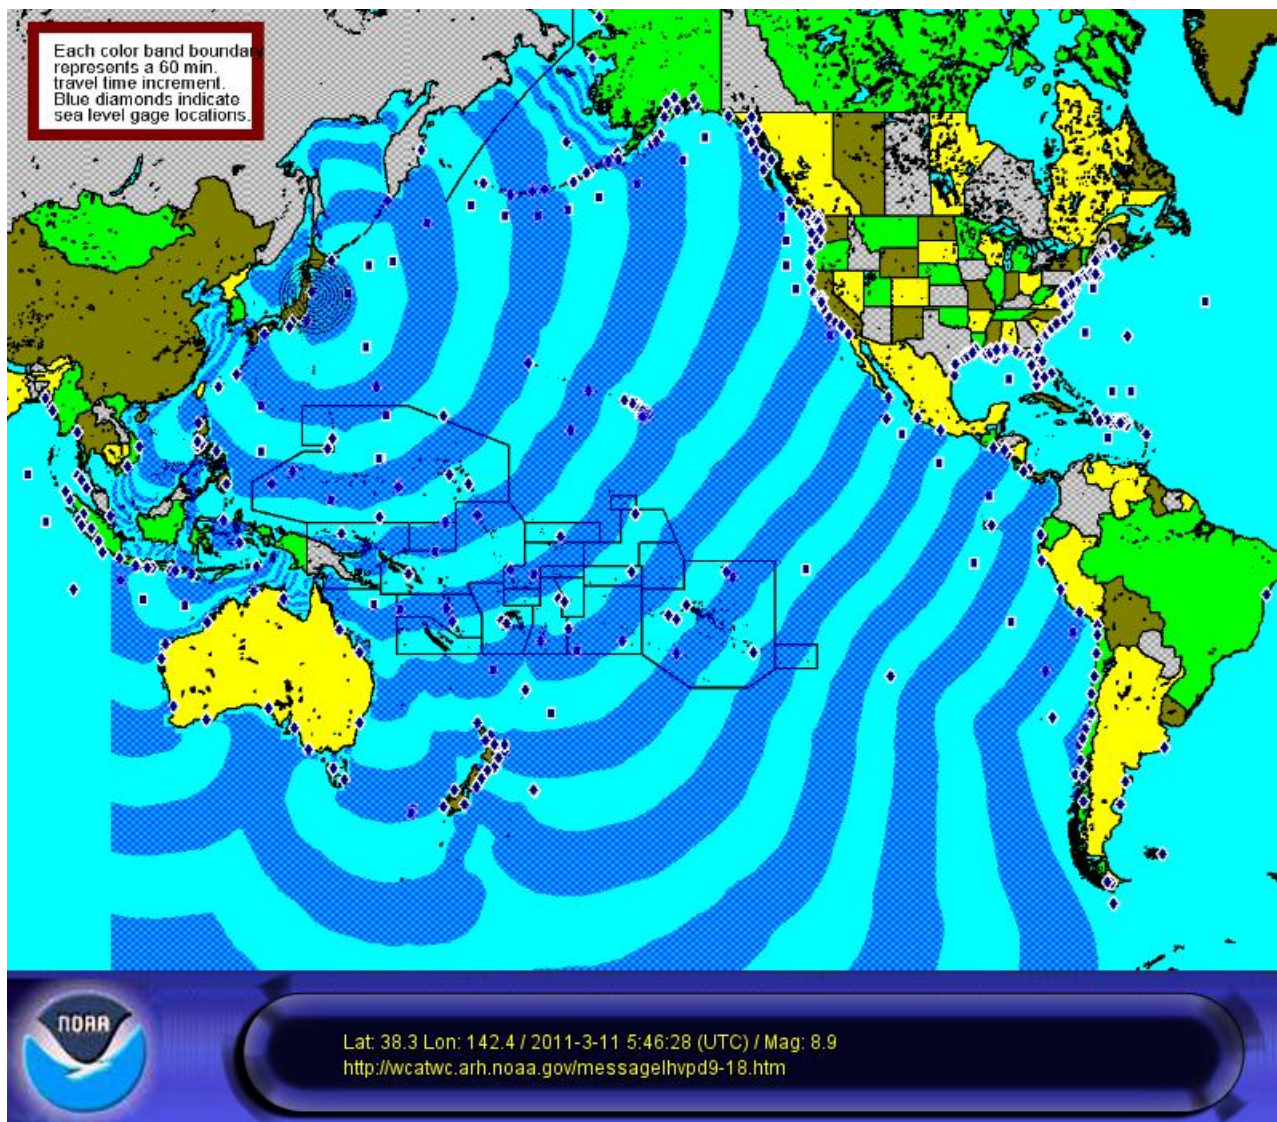 Each color band boundary
represents a 60 min.
travel time increment.
Blue diamonds indicate
sea level gage locations.
NOAA
Lat: 38.3 Lon: 142.4 / 2011-3-11 5:46:28 (UTC) / Mag: 8.9
http://wcatwc.arh.noaa.gov/messagelhvpd9-18.htm